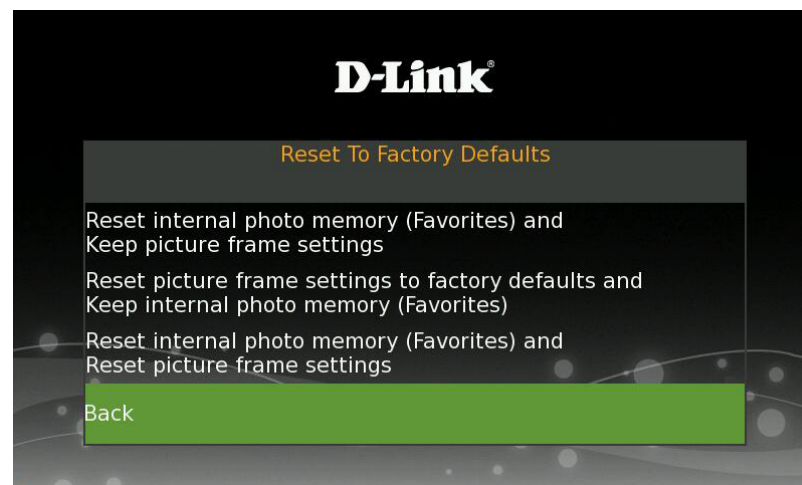 D-Link®
Reset To Factory Defaults
Reset internal photo memory (Favorites) and
Keep picture frame settings
Reset picture frame settings to factory defaults and
Keep internal photo memory (Favorites)
Reset internal photo memory (Favorites) and
Reset picture frame settings
Back